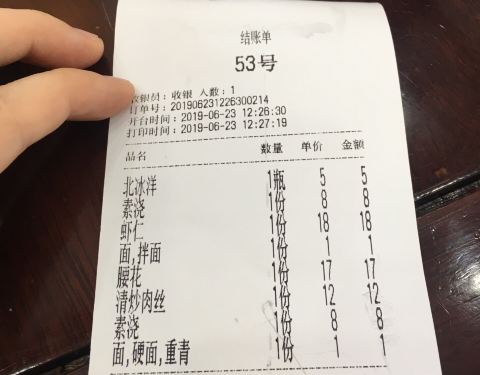 结账单
53号
收银员：收银 人数：1
订单号：201906231226300214
开台时间：2019-06-23 12:26:30
打印时间：2019-06-23 12:27:19
品名 数量 单价 金额
北冰洋 1瓶 5 5
素浇 1份 8 8
虾仁 1份 18 18
面,拌面 1份 1 1
腰花 1份 17 17
清炒肉丝 1份 12 12
素浇 1份 8 8
面,硬面,重青 1份 1 1